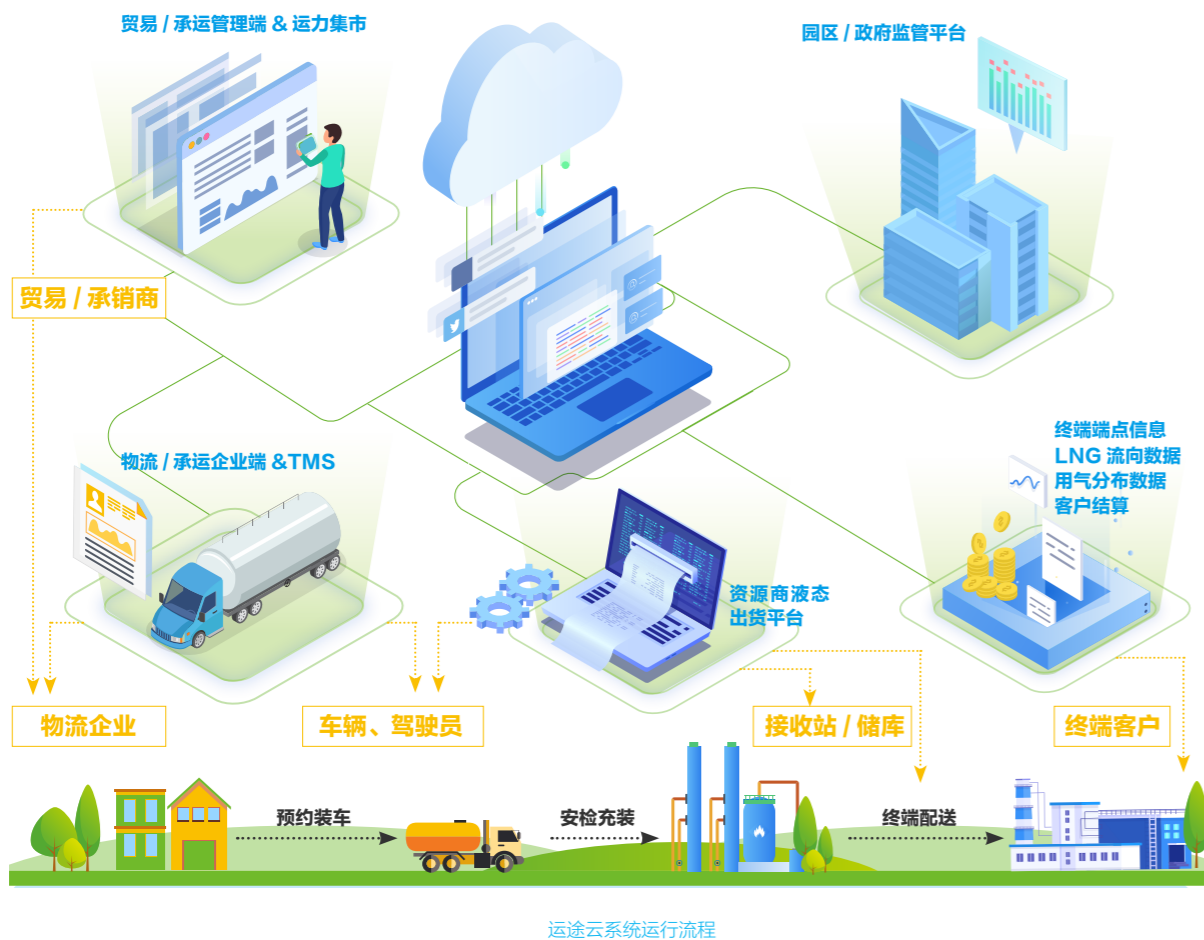 贸易 / 承运管理端 & 运力集市
园区 / 政府监管平台
贸易 / 承销商
物流 / 承运企业端 &TMS
终端端点信息
LNG 流向数据
用气分布数据
客户结算
资源商液态
出货平台
物流企业
车辆、驾驶员
接收站 / 储库
终端客户
预约装车
安检充装
终端配送
运途云系统运行流程